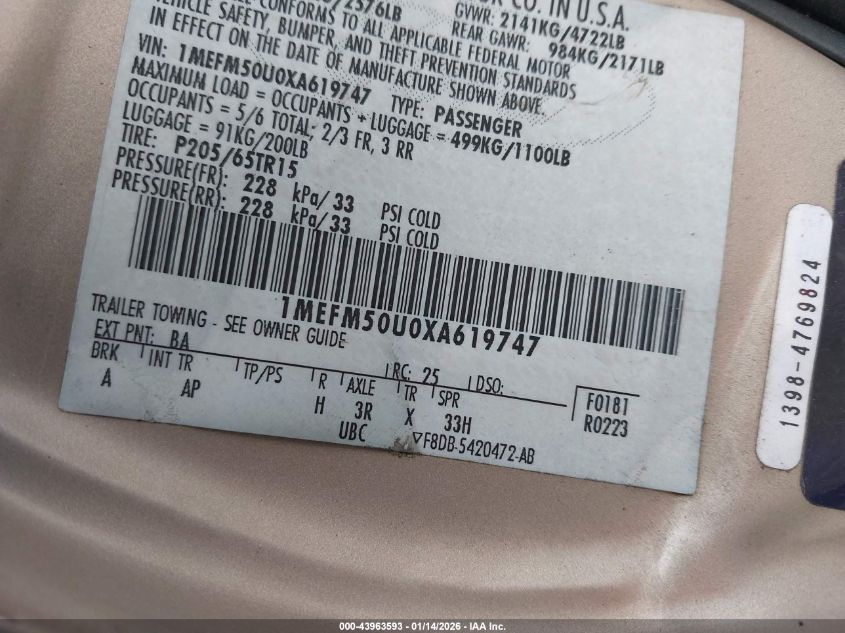 R CO. IN U.S.A.
/2376LB
GVWR: 2141KG/4722LB
REAR GAWR: 984KG/2171LB
CONFORMS TO ALL APPLICABLE FEDERAL MOTOR
VEHICLE SAFETY, BUMPER, AND THEFT PREVENTION STANDARDS
IN EFFECT ON THE DATE OF MANUFACTURE SHOWN ABOVE.
VIN: 1MEFM50U0XA619747 TYPE: PASSENGER
MAXIMUM LOAD = OCCUPANTS + LUGGAGE = 499KG/1100LB
OCCUPANTS = 5/6 TOTAL; 2/3 FR, 3 RR
LUGGAGE = 91KG/200LB
TIRE: P205/65TR15
PRESSURE(FR): 228 kPa/33 PSI COLD
PRESSURE(RR): 228 kPa/33 PSI COLD
1MEFM50U0XA619747
TRAILER TOWING - SEE OWNER GUIDE
EXT PNT: BA RC: 25 DSO:
BRK INT TR TP/PS R AXLE TR SPR
A AP H 3R X 33H
UBC ▽F8DB-5420472-AB
F0181
R0223
1398-4769824
000-43963593 - 01/14/2026 - IAA Inc.